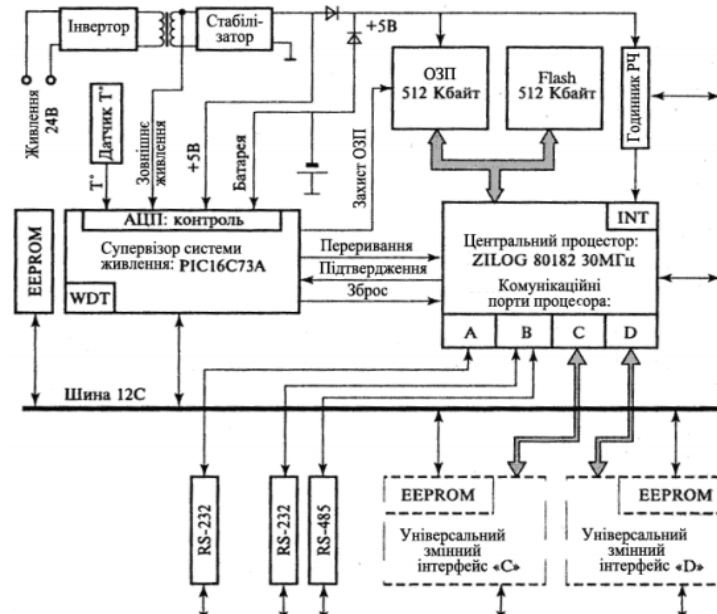 Інвертор
Стабілі-
затор
+5В
ОЗП
512 Кбайт
Flash
512 Кбайт
Годинник РЧ
Живлення
24В
Датчик Т°
Т°
Зовнішнє
живлення
+5В
Батарея
Захист ОЗП
АЦП: контроль
Супервізор системи
живлення: PIC16C73A
WDT
EEPROM
Переривання
Підтвердження
Зброс
INT
Центральний процестор:
ZILOG 80182 30МГц
Комунікаційні
порти процесора:
A
B
C
D
Шина 12С
RS-232
RS-232
RS-485
EEPROM
Універсальний
змінний
інтерфейс «С»
EEPROM
Універсальний
змінний
інтерфейс «D»